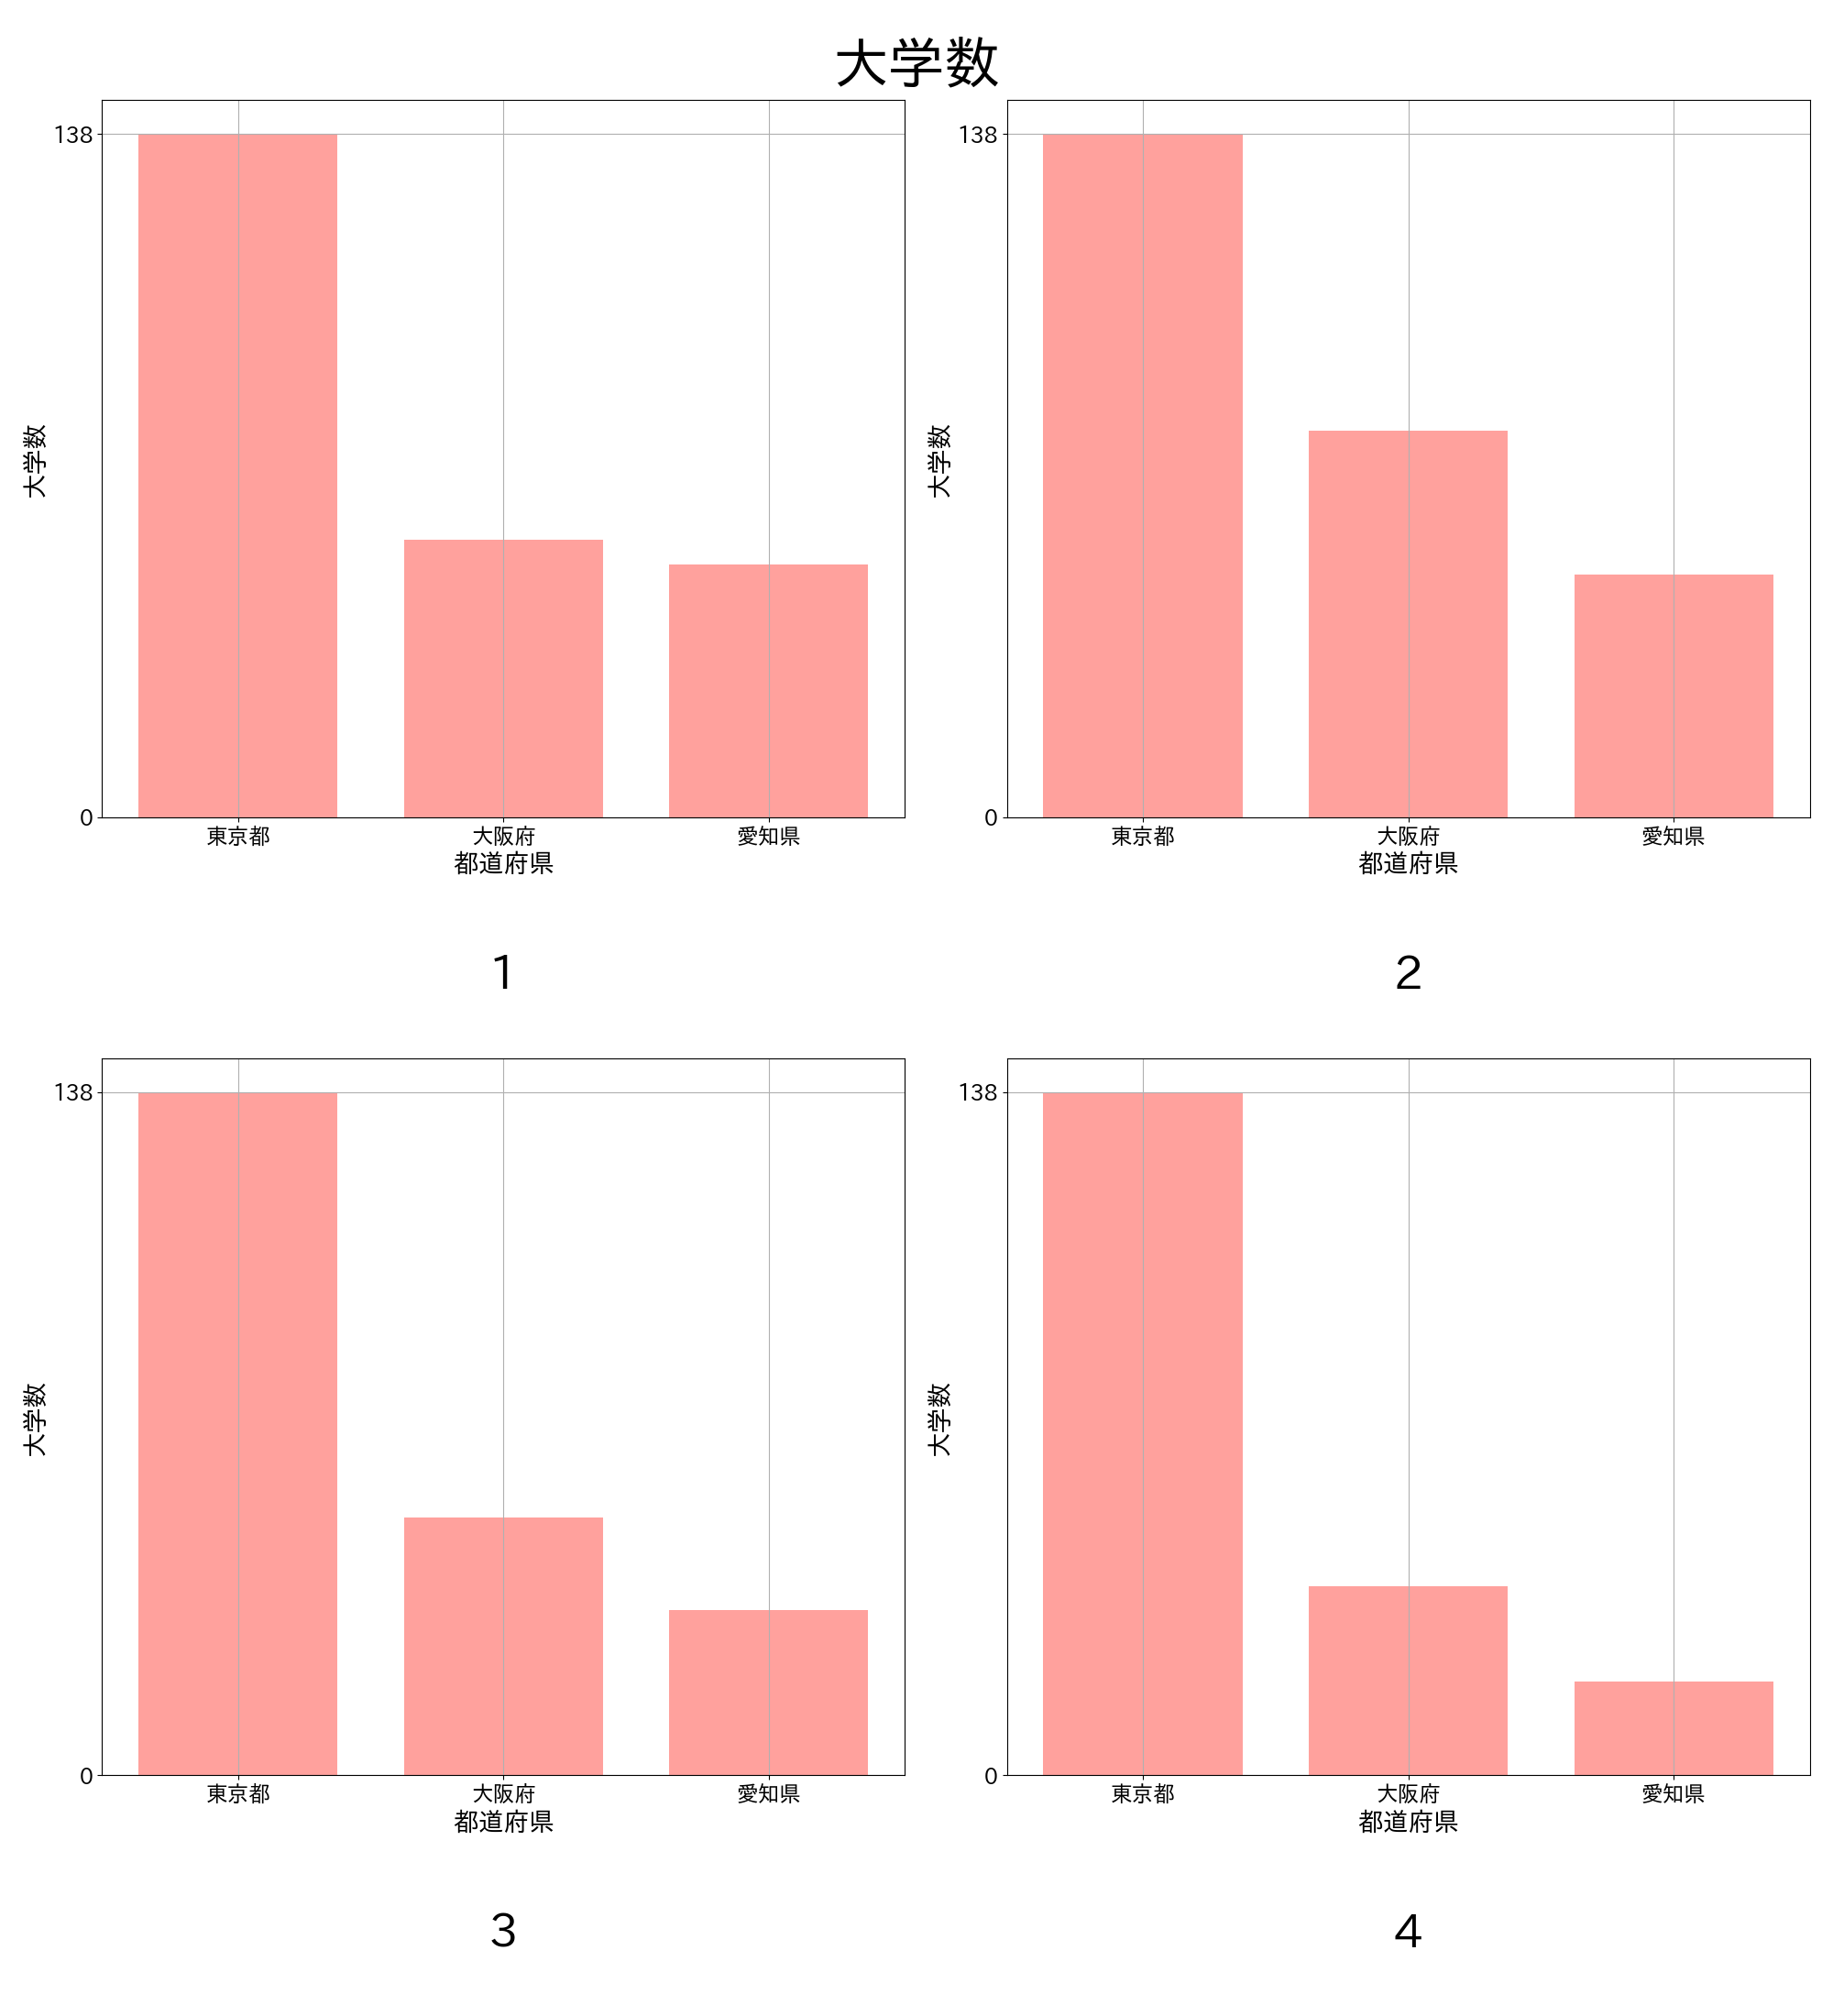 大学数
138
0
大学数
東京都 大阪府 愛知県
都道府県
1
138
0
大学数
東京都 大阪府 愛知県
都道府県
2
138
0
大学数
東京都 大阪府 愛知県
都道府県
3
138
0
大学数
東京都 大阪府 愛知県
都道府県
4